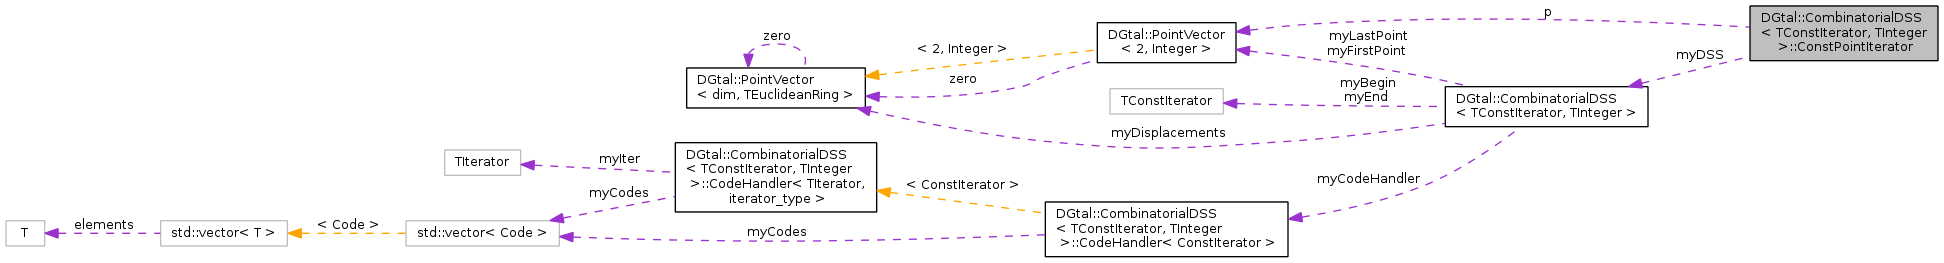 p
DGtal::CombinatorialDSS
< TConstIterator, TInteger
>::ConstPointIterator
DGtal::PointVector
< 2, Integer >
myLastPoint
myFirstPoint
myDSS
zero
< 2, Integer >
zero
DGtal::PointVector
< dim, TEuclideanRing >
TConstIterator
myBegin
myEnd
DGtal::CombinatorialDSS
< TConstIterator, TInteger >
myDisplacements
TIterator
myIter
DGtal::CombinatorialDSS
< TConstIterator, TInteger
>::CodeHandler< TIterator,
iterator_type >
myCodes
< ConstIterator >
myCodeHandler
DGtal::CombinatorialDSS
< TConstIterator, TInteger
>::CodeHandler< ConstIterator >
T
elements
std::vector< T >
< Code >
std::vector< Code >
myCodes